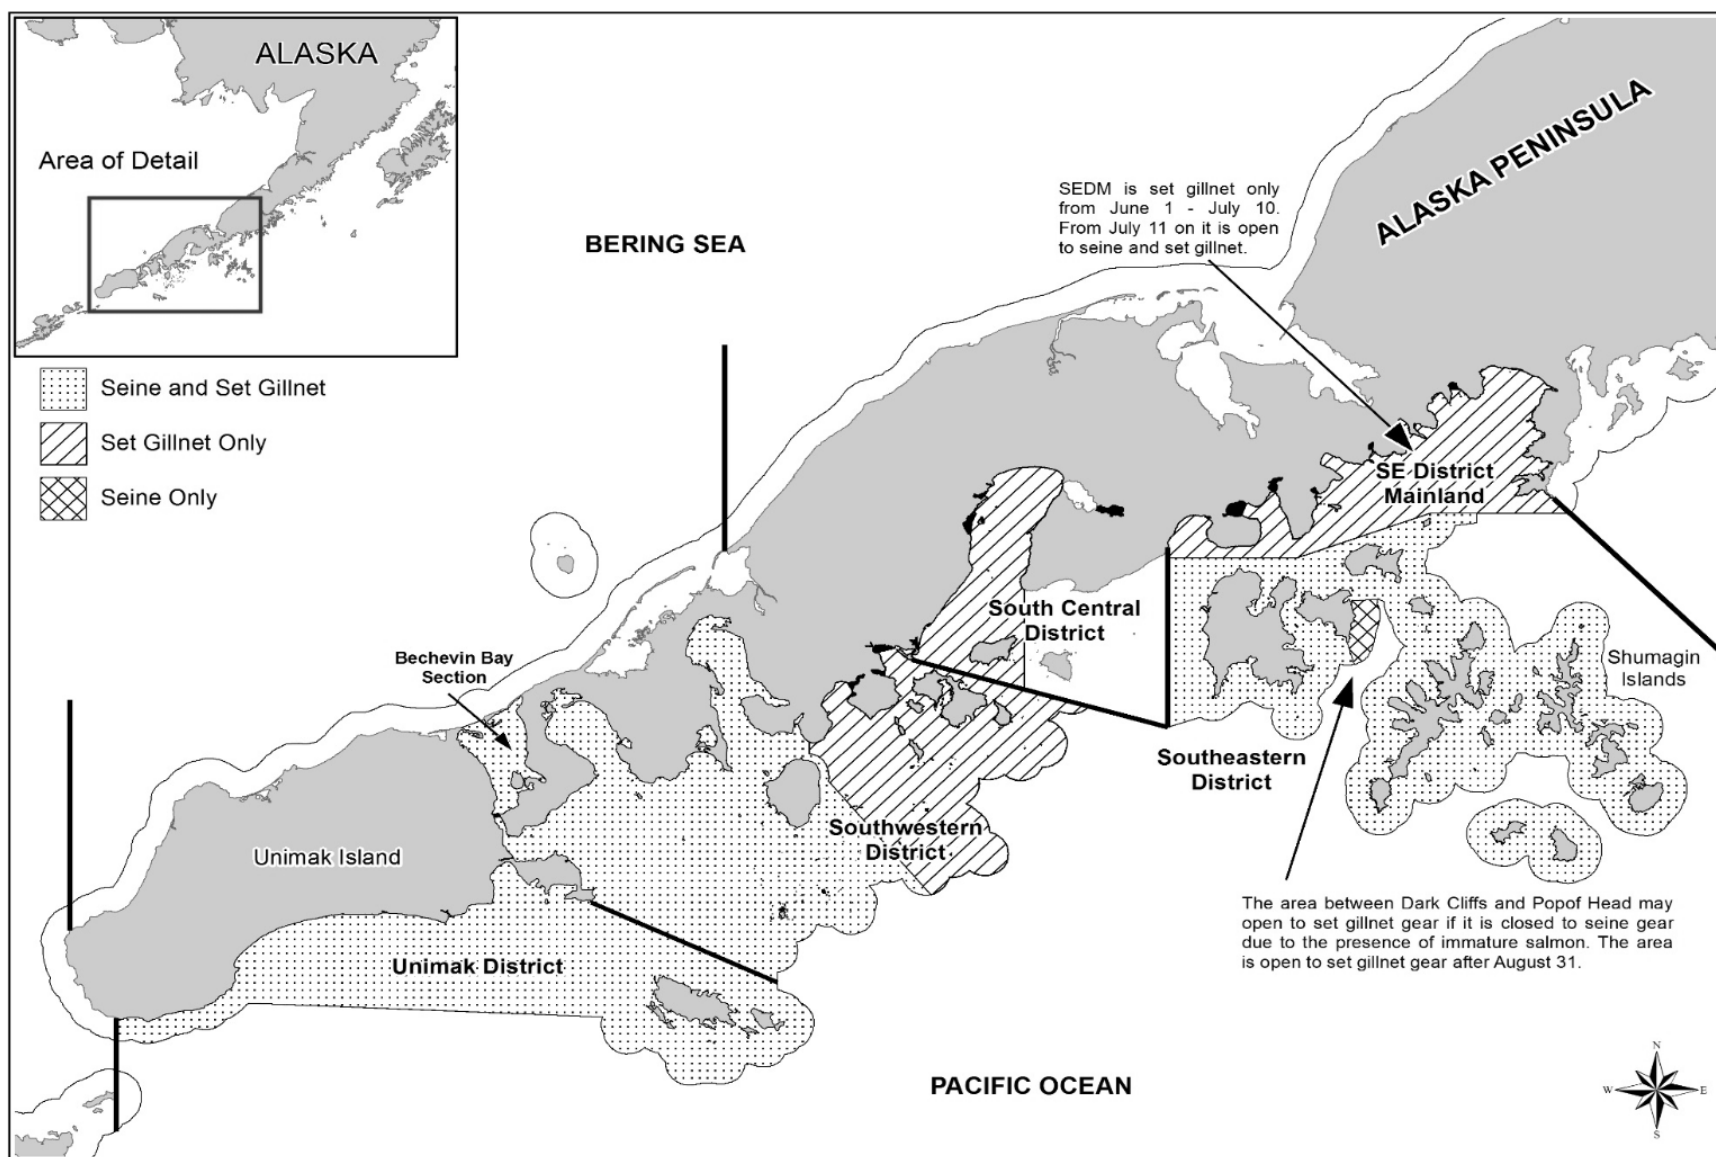 ALASKA
Area of Detail
Seine and Set Gillnet
Set Gillnet Only
Seine Only
BERING SEA
SEDM is set gillnet only
from June 1 - July 10.
From July 11 on it is open
to seine and set gillnet.
ALASKA PENINSULA
SE District
Mainland
South Central
District
Bechevin Bay
Section
Shumagin
Islands
Southeastern
District
Southwestern
District
Unimak Island
Unimak District
The area between Dark Cliffs and Popof Head may
open to set gillnet gear if it is closed to seine gear
due to the presence of immature salmon. The area
is open to set gillnet gear after August 31.
PACIFIC OCEAN
N
W
E
S